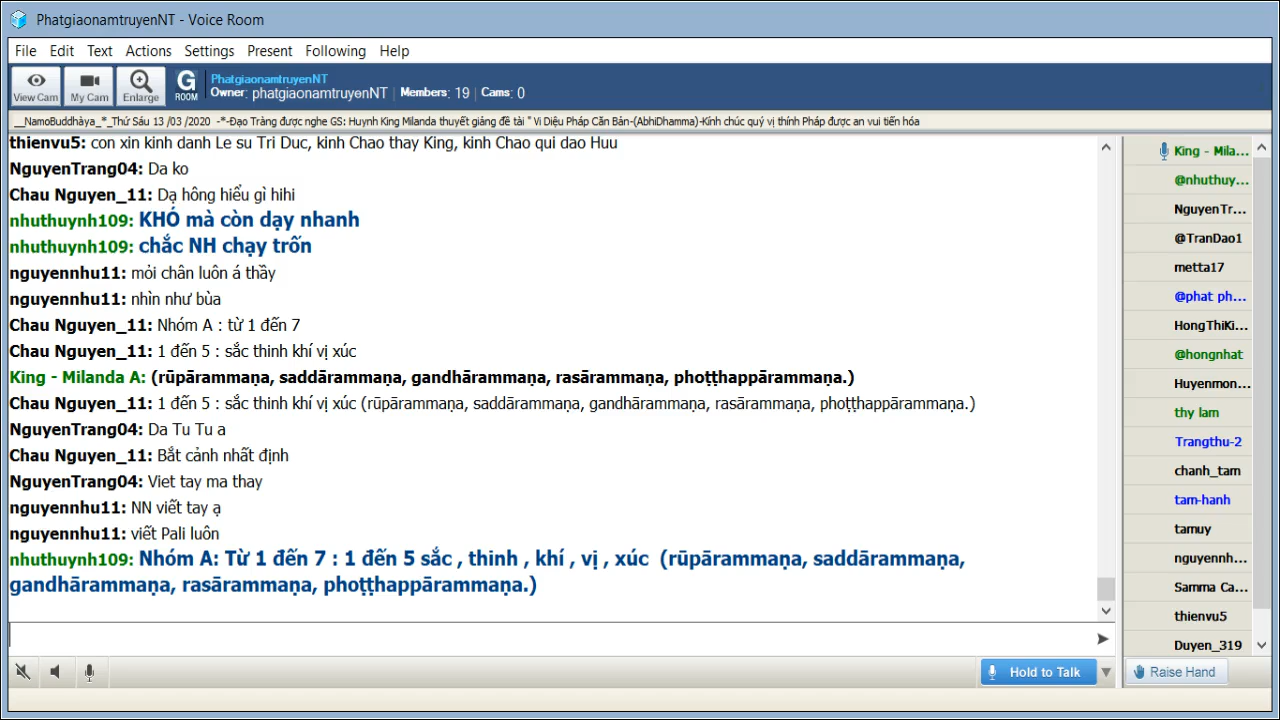 PhatgiaonamtruyenNT - Voice Room
File Edit Text Actions Settings Present Following Help
View Cam My Cam Enlarge G ROOM PhatgiaonamtruyenNT
Owner: phatgiaonamtruyenNT Members: 19 Cams: 0
__NamoBuddhàya_*_Thứ Sáu 13 /03 /2020 -*-Đạo Tràng được nghe GS: Huynh King Milanda thuyết giảng đề tài " Vi Diệu Pháp Căn Bản-(AbhiDhamma)-Kính chúc quý vị thính Pháp được an vui tiến hóa
thienvu5: con xin kinh danh Le su Tri Duc, kinh Chao thay King, kinh Chao qui dao Huu
NguyenTrang04: Da ko
Chau Nguyen_11: Dạ hông hiểu gì hihi
nhuthuynh109: KHÓ mà còn dạy nhanh
nhuthuynh109: chắc NH chạy trốn
nguyennhu11: mỏi chân luôn á thầy
nguyennhu11: nhìn như bùa
Chau Nguyen_11: Nhóm A : từ 1 đến 7
Chau Nguyen_11: 1 đến 5 : sắc thinh khí vị xúc
King - Milanda A: (rūpārammaṇa, saddārammaṇa, gandhārammaṇa, rasārammaṇa, phoṭṭhappārammaṇa.)
Chau Nguyen_11: 1 đến 5 : sắc thinh khí vị xúc (rūpārammaṇa, saddārammaṇa, gandhārammaṇa, rasārammaṇa, phoṭṭhappārammaṇa.)
NguyenTrang04: Da Tu Tu a
Chau Nguyen_11: Bắt cảnh nhất định
NguyenTrang04: Viet tay ma thay
nguyennhu11: NN viết tay ạ
nguyennhu11: viết Pali luôn
nhuthuynh109: Nhóm A: Từ 1 đến 7 : 1 đến 5 sắc , thinh , khí , vị , xúc (rūpārammaṇa, saddārammaṇa,
gandhārammaṇa, rasārammaṇa, phoṭṭhappārammaṇa.)
King - Mila...
@nhuthuy...
NguyenTr...
@TranDao1
metta17
@phat ph...
HongThiKi...
@hongnhat
Huyenmon...
thy lam
Trangthu-2
chanh_tam
tam-hanh
tamuy
nguyennh...
Samma Ca...
thienvu5
Duyen_319
Hold to Talk
Raise Hand